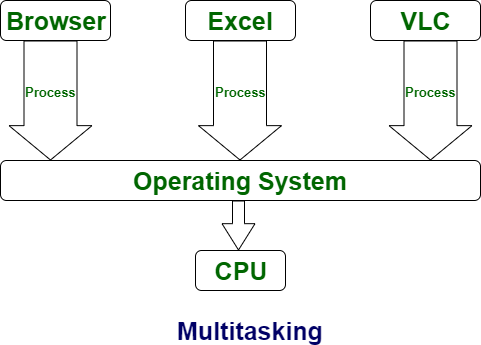 Browser Excel VLC
Process Process Process
Operating System
CPU
Multitasking